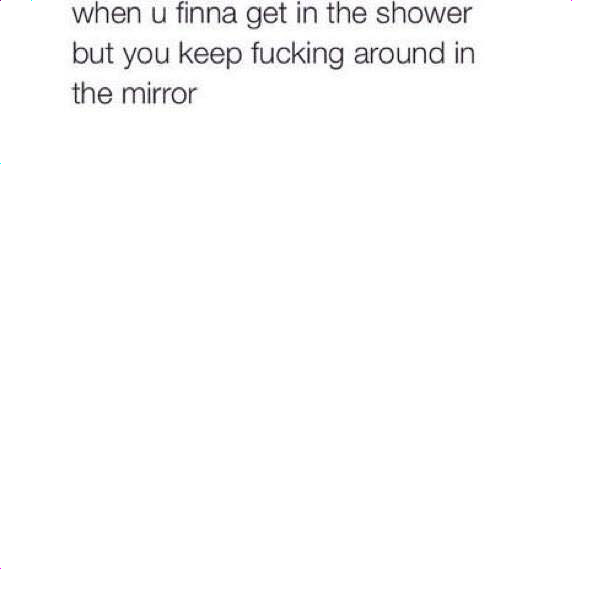 when u finna get in the shower
but you keep fucking around in
the mirror